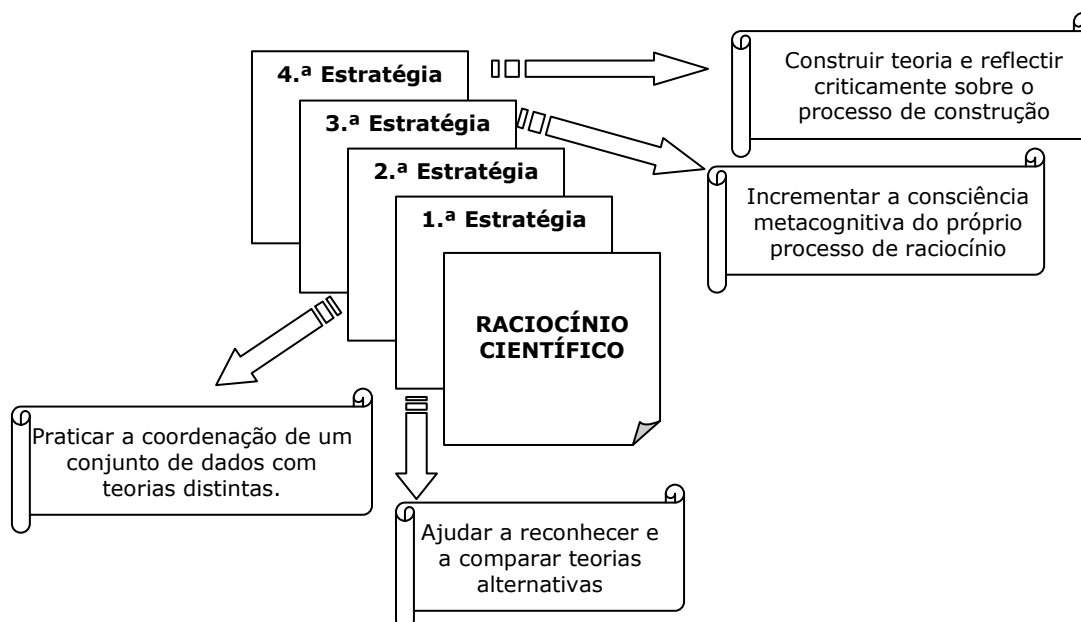 4.ª Estratégia
3.ª Estratégia
2.ª Estratégia
1.ª Estratégia
RACIOCÍNIO
CIENTÍFICO
Construir teoria e reflectir
criticamente sobre o
processo de construção
Incrementar a consciência
metacognitiva do próprio
processo de raciocínio
Praticar a coordenação de um
conjunto de dados com
teorias distintas.
Ajudar a reconhecer e
a comparar teorias
alternativas